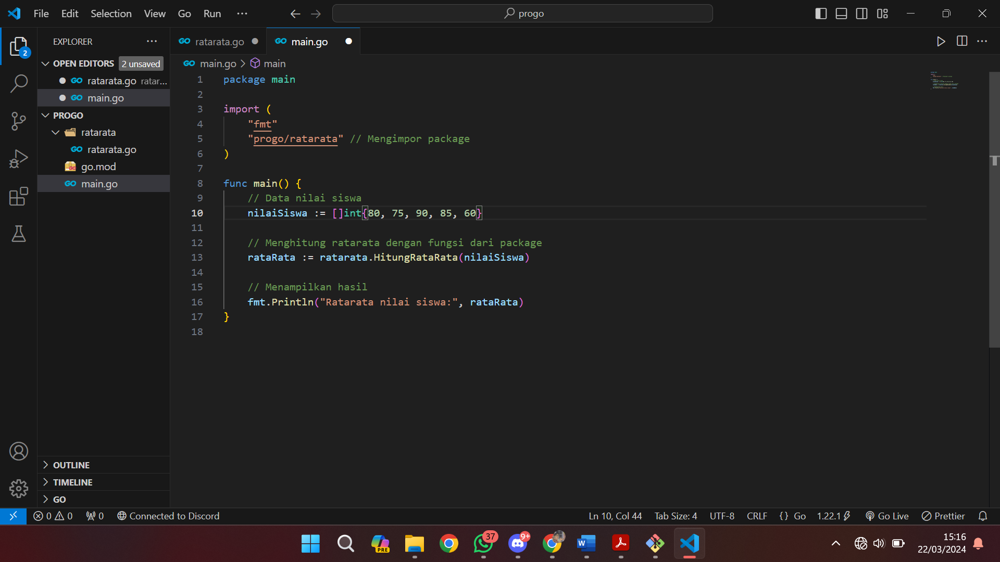 File Edit Selection View Go Run ···
progo
EXPLORER
OPEN EDITORS 2 unsaved
ratarata.go ratar...
main.go
PROGO
ratarata
ratarata.go
go.mod
main.go
OUTLINE
TIMELINE
GO
ratarata.go
main.go
main.go > main
1 package main
2
3 import (
4 "fmt"
5 "progo/ratarata" // Mengimpor package
6 )
7
8 func main() {
9 // Data nilai siswa
10 nilaiSiswa := []int{80, 75, 90, 85, 60}
11
12 // Menghitung ratarata dengan fungsi dari package
13 rataRata := ratarata.HitungRataRata(nilaiSiswa)
14
15 // Menampilkan hasil
16 fmt.Println("Ratarata nilai siswa:", rataRata)
17 }
18
2
0 0 0 Connected to Discord Ln 10, Col 44 Tab Size: 4 UTF-8 CRLF {} Go 1.22.1 Go Live Prettier
PRE
37
9+
W
15:16
22/03/2024